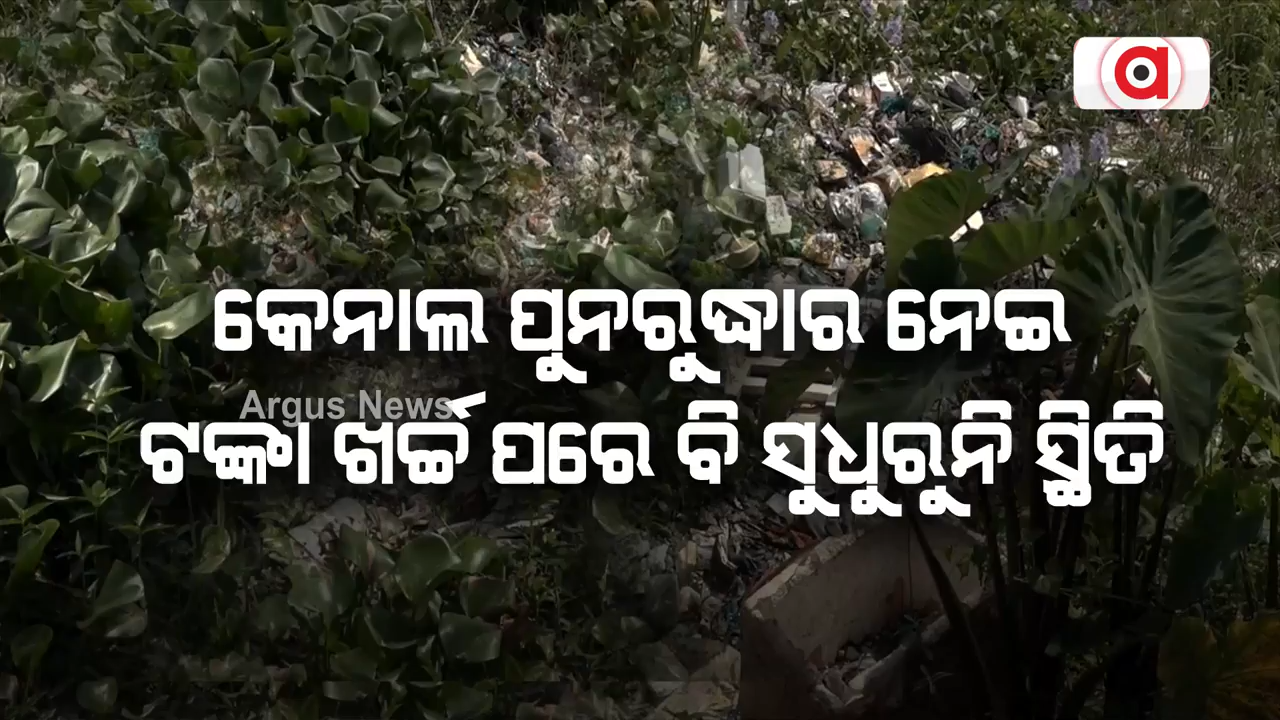 କେନାଲ ପୁନରୁଦ୍ଧାର ନେଇ
Argus News
ଟଙ୍କା ଖର୍ଚ୍ଚ ପରେ ବି ସୁଧୁରୁନି ସ୍ଥିତି